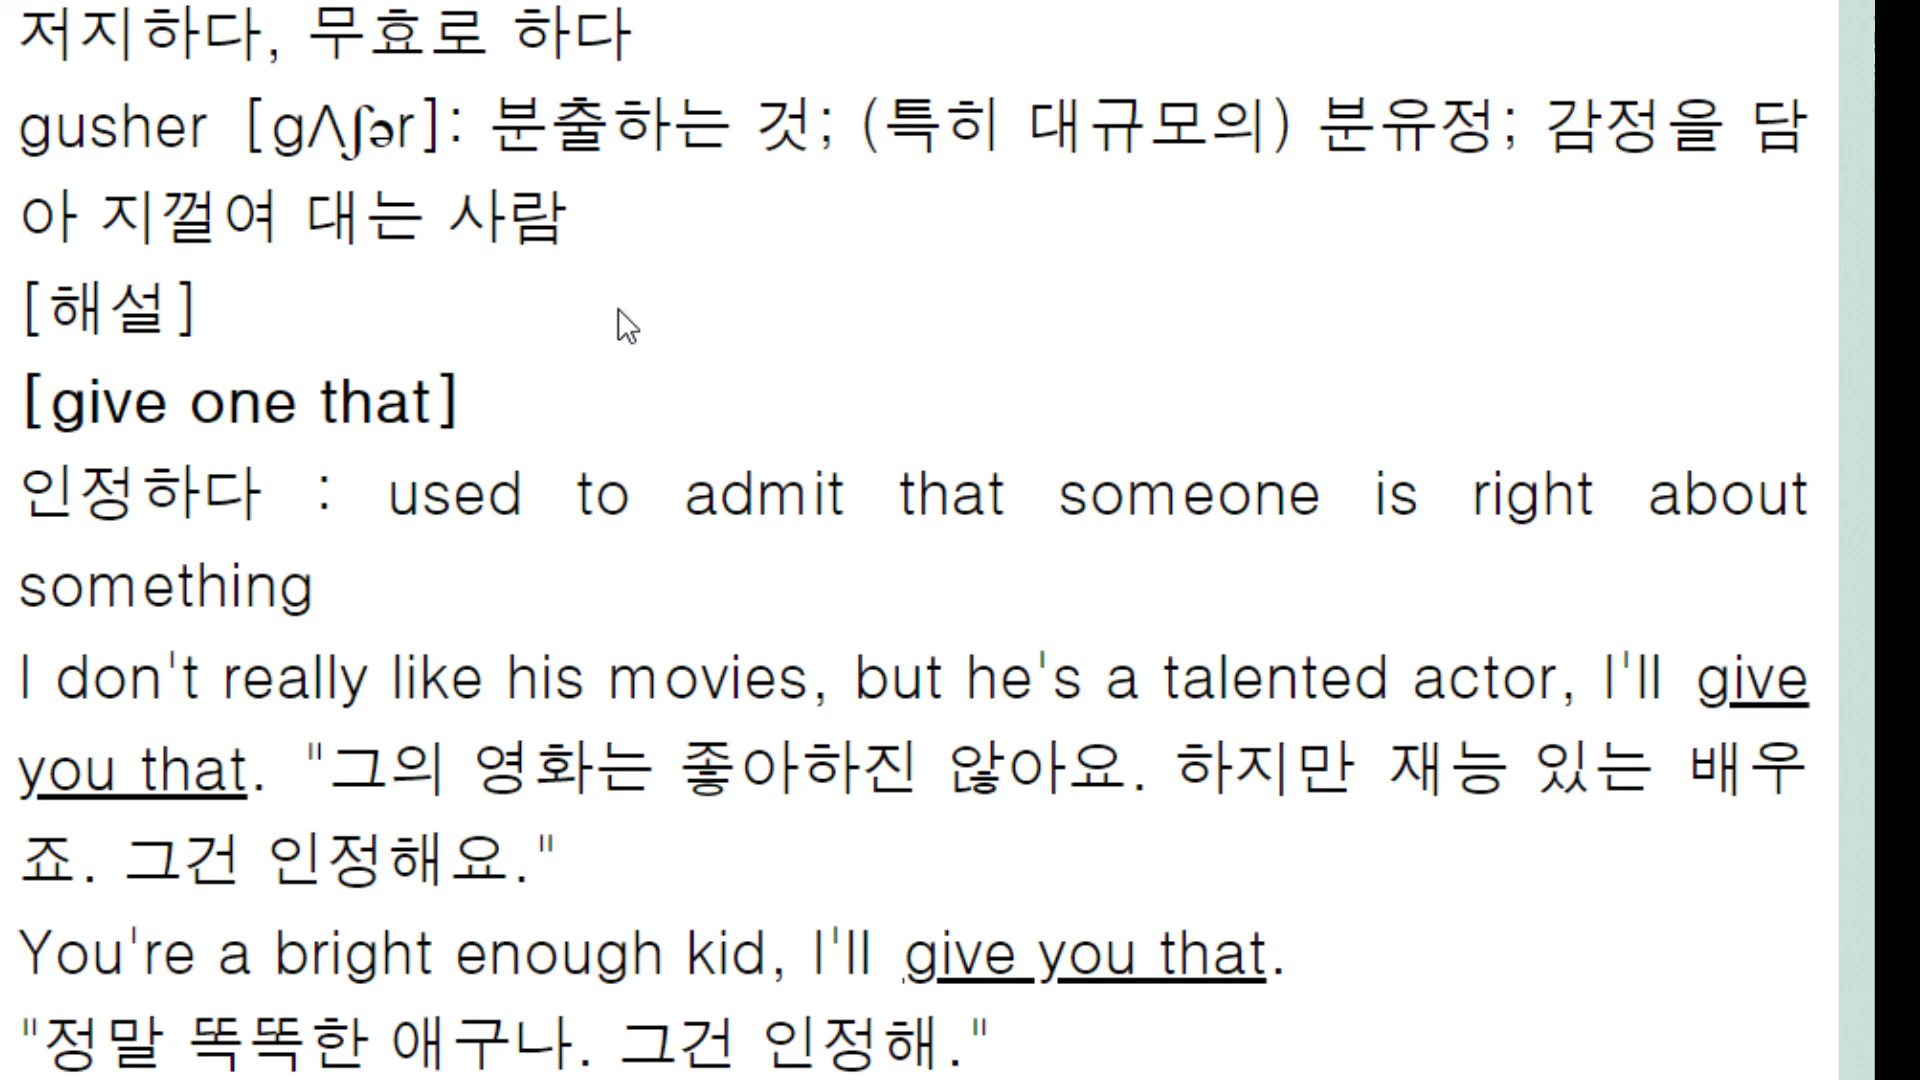 저지하다, 무효로 하다
gusher [gΛʃər]: 분출하는 것; (특히 대규모의) 분유정; 감정을 담
아 지껄여 대는 사람
[해설]
[give one that]
인정하다 : used to admit that someone is right about
something
I don't really like his movies, but he's a talented actor, I'll give
you that. "그의 영화는 좋아하진 않아요. 하지만 재능 있는 배우
죠. 그건 인정해요."
You're a bright enough kid, I'll give you that.
"정말 똑똑한 애구나. 그건 인정해."